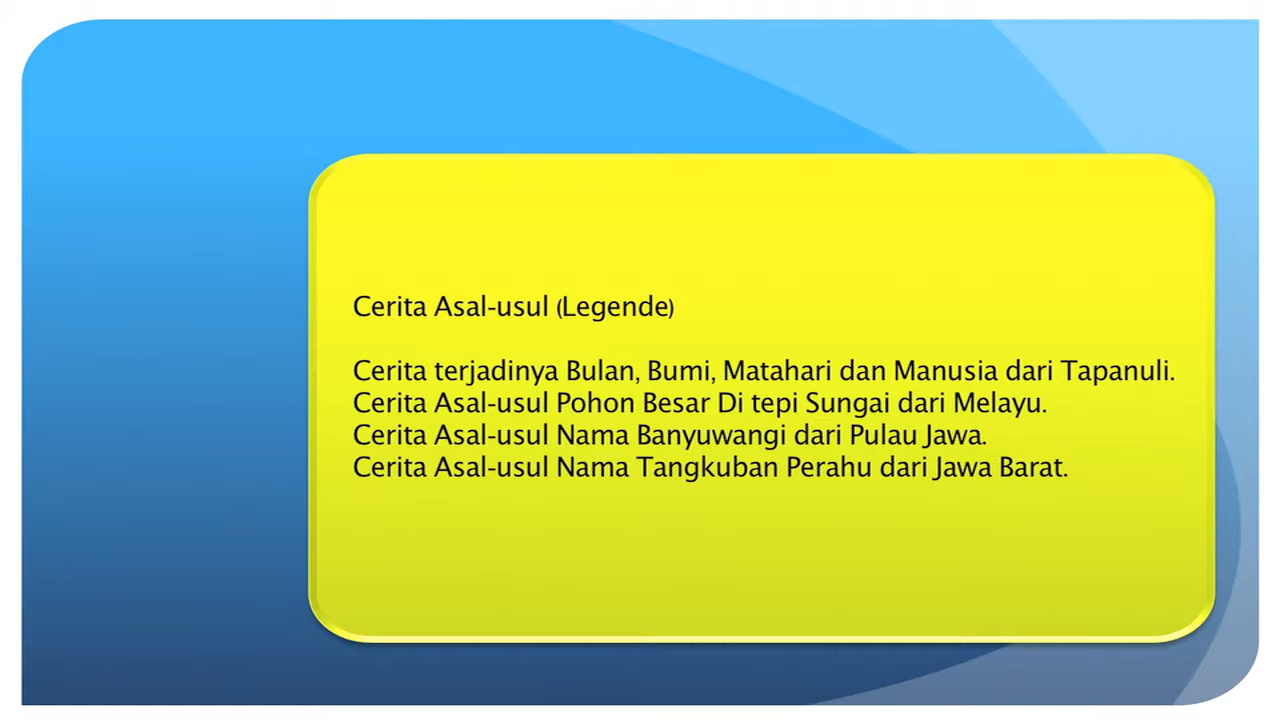 Cerita Asal-usul (Legende)
Cerita terjadinya Bulan, Bumi, Matahari dan Manusia dari Tapanuli.
Cerita Asal-usul Pohon Besar Di tepi Sungai dari Melayu.
Cerita Asal-usul Nama Banyuwangi dari Pulau Jawa.
Cerita Asal-usul Nama Tangkuban Perahu dari Jawa Barat.